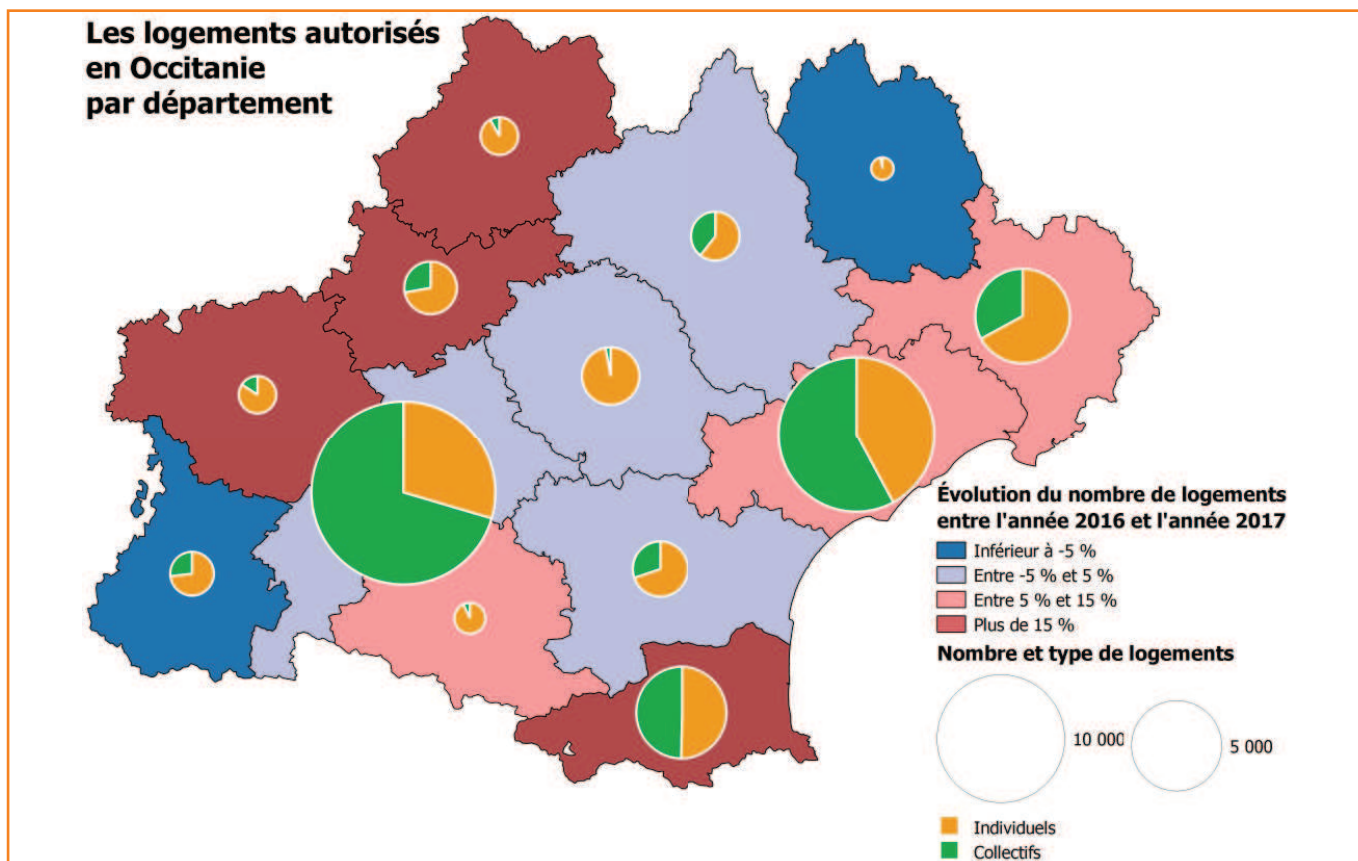 Les logements autorisés
en Occitanie
par département
Évolution du nombre de logements
entre l'année 2016 et l'année 2017
Inférieur à -5 %
Entre -5 % et 5 %
Entre 5 % et 15 %
Plus de 15 %
Nombre et type de logements
10 000
5 000
Individuels
Collectifs